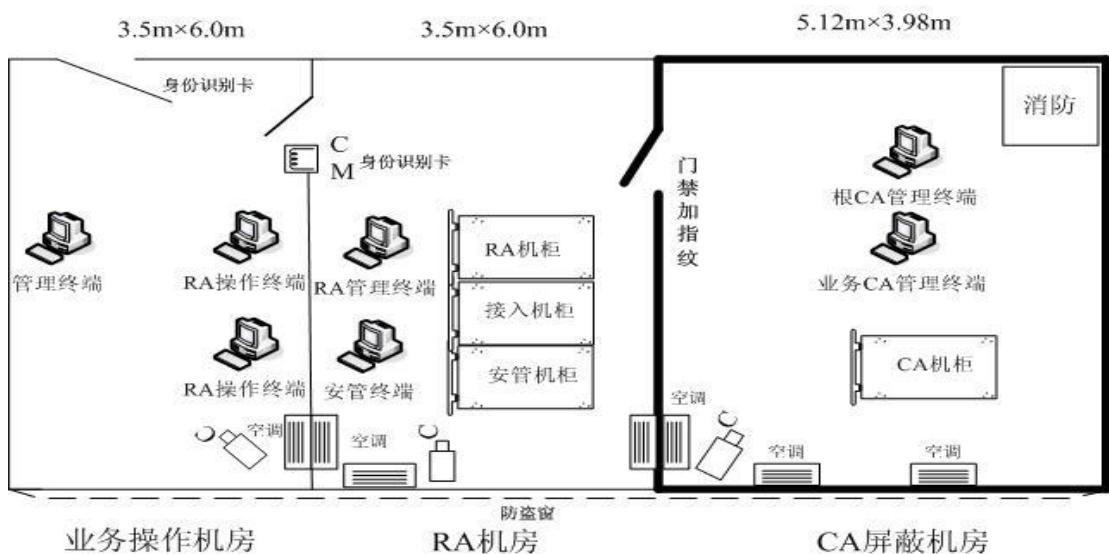 3.5m×6.0m
3.5m×6.0m
5.12m×3.98m
身份识别卡
消防
C
M
身份识别卡
门禁加指纹
根CA管理终端
管理终端
RA操作终端
RA管理终端
RA机柜
业务CA管理终端
接入机柜
RA操作终端
安管终端
安管机柜
CA机柜
空调
空调
空调
空调
空调
防盗窗
业务操作机房
RA机房
CA屏蔽机房